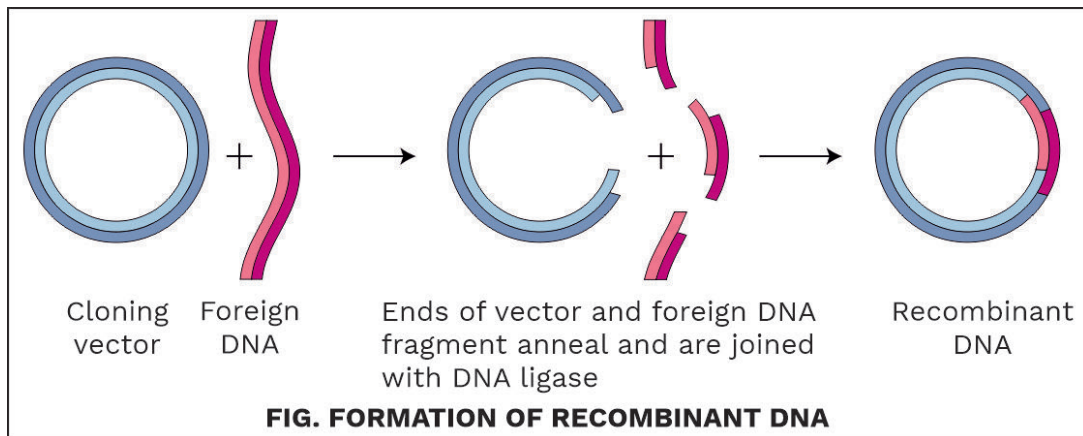 +
+
Cloning
vector
Foreign
DNA
Ends of vector and foreign DNA
fragment anneal and are joined
with DNA ligase
Recombinant
DNA
FIG. FORMATION OF RECOMBINANT DNA